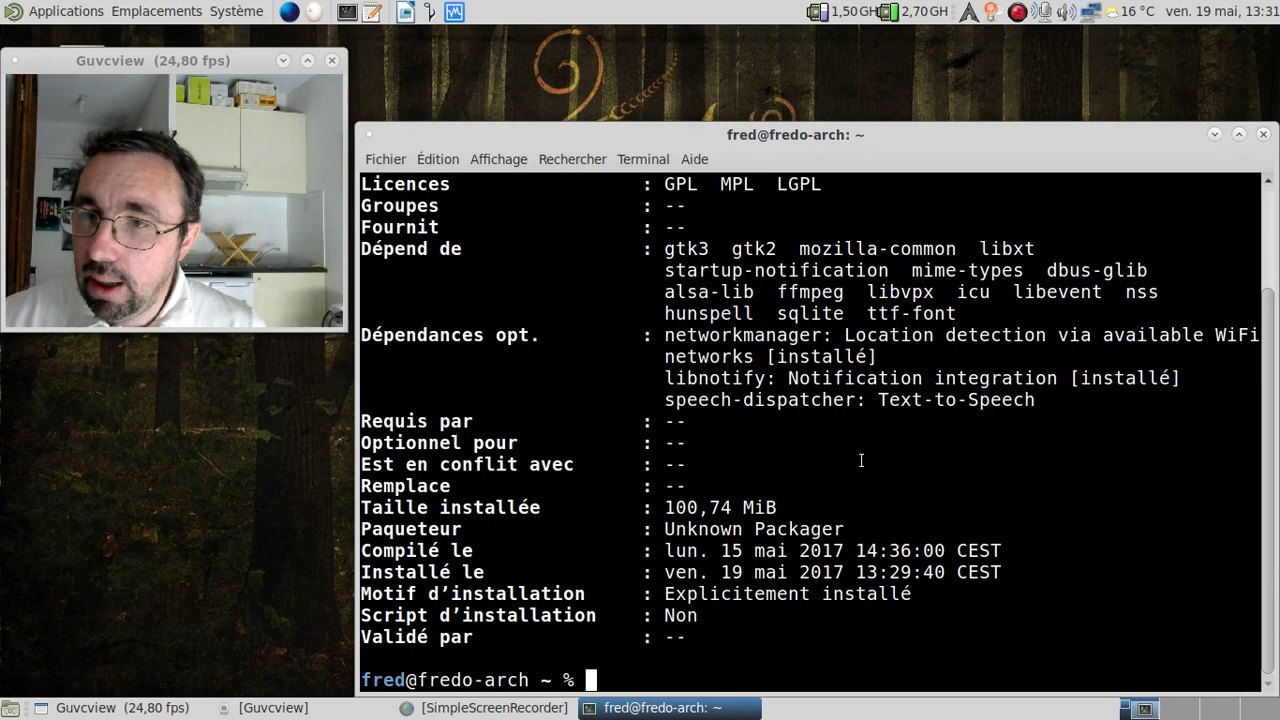 Applications Emplacements Système 1,50 GH 2,70 GH 16 °C ven. 19 mai, 13:31
Guvcview (24,80 fps)
fred@fredo-arch: ~
Fichier Édition Affichage Rechercher Terminal Aide
Licences : GPL MPL LGPL
Groupes : --
Fournit : --
Dépend de : gtk3 gtk2 mozilla-common libxt
startup-notification mime-types dbus-glib
alsa-lib ffmpeg libvpx icu libevent nss
hunspell sqlite ttf-font
Dépendances opt. : networkmanager: Location detection via available WiFi
networks [installé]
libnotify: Notification integration [installé]
speech-dispatcher: Text-to-Speech
Requis par : --
Optionnel pour : --
Est en conflit avec : --
Remplace : --
Taille installée : 100,74 MiB
Paqueteur : Unknown Packager
Compilé le : lun. 15 mai 2017 14:36:00 CEST
Installé le : ven. 19 mai 2017 13:29:40 CEST
Motif d’installation : Explicitement installé
Script d’installation : Non
Validé par : --
fred@fredo-arch ~ %
Guvcview (24,80 fps) [Guvcview] [SimpleScreenRecorder] fred@fredo-arch: ~